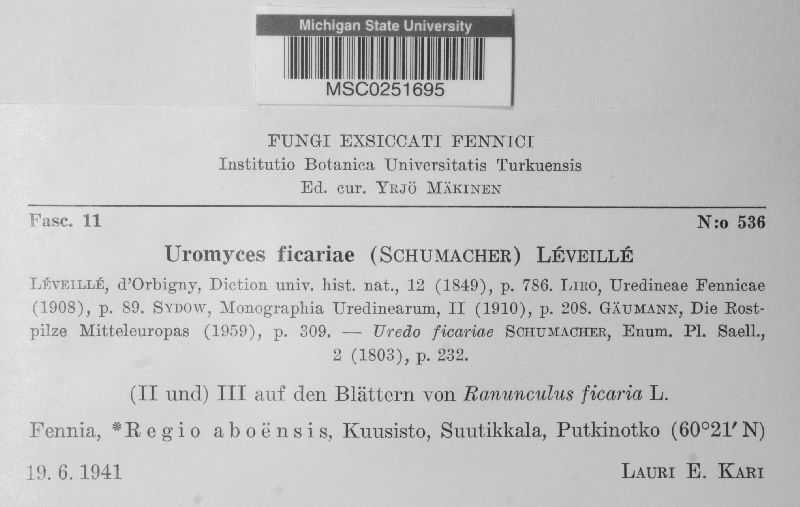 Michigan State University
MSC0251695
FUNGI EXSICCATI FENNICI
Institutio Botanica Universitatis Turkuensis
Ed. cur. YRJÖ MÄKINEN
Fasc. 11 N:o 536
Uromyces ficariae (SCHUMACHER) LÉVEILLÉ
LÉVEILLÉ, d'Orbigny, Diction univ. hist. nat., 12 (1849), p. 786. LIRO, Uredineae Fennicae
(1908), p. 89. SYDOW, Monographia Uredinearum, II (1910), p. 208. GÄUMANN, Die Rost-
pilze Mitteleuropas (1959), p. 309. — Uredo ficariae SCHUMACHER, Enum. Pl. Saell.,
2 (1803), p. 232.
(II und) III auf den Blättern von Ranunculus ficaria L.
Fennia, *Regio aboënsis, Kuusisto, Suutikkala, Putkinotko (60°21′ N)
19. 6. 1941 LAURI E. KARI